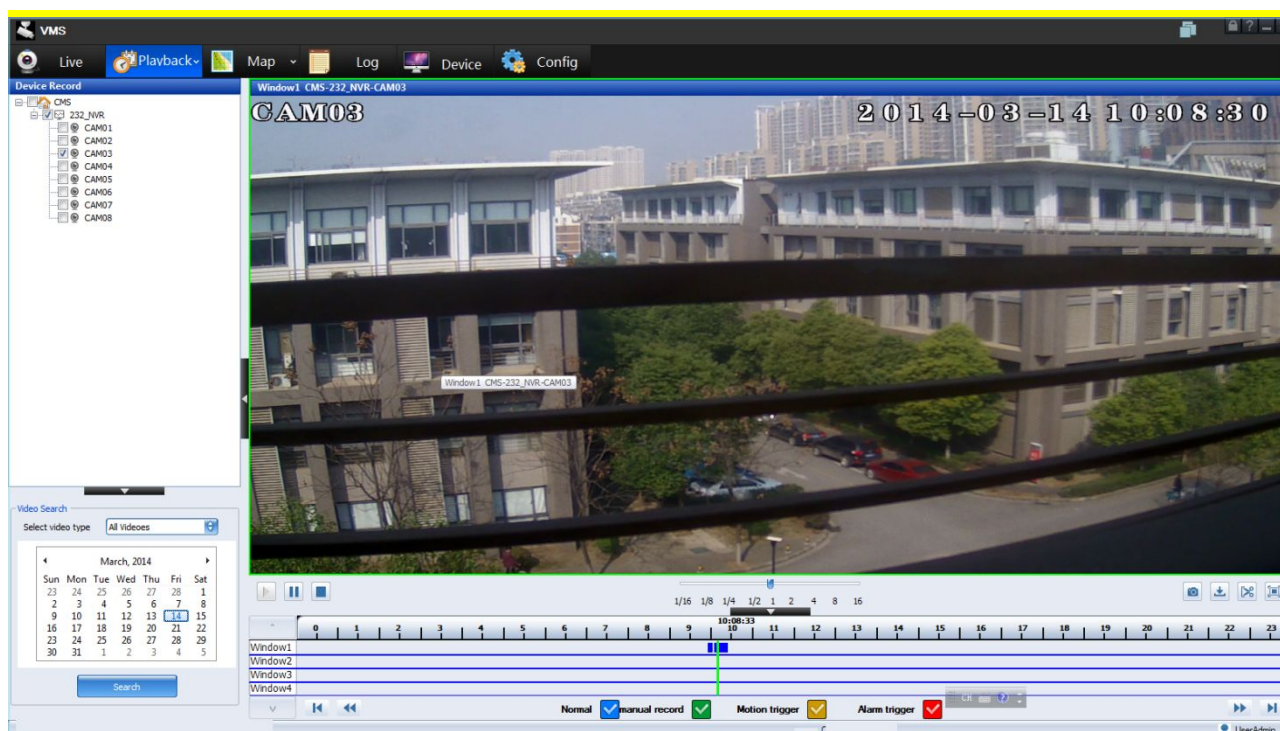 VMS
Live Playback Map Log Device Config
Device Record
CMS
232_NVR
CAM01
CAM02
CAM03
CAM04
CAM05
CAM06
CAM07
CAM08
Window1 CMS-232_NVR-CAM03
CAM03 2014-03-14 10:08:30
Window1 CMS-232_NVR-CAM03
Video Search
Select video type All Videoes
March, 2014
Sun Mon Tue Wed Thu Fri Sat
23 24 25 26 27 28 1
2 3 4 5 6 7 8
9 10 11 12 13 14 15
16 17 18 19 20 21 22
23 24 25 26 27 28 29
30 31 1 2 3 4 5
Search
1/16 1/8 1/4 1/2 1 2 4 8 16
10:08:33
0 1 2 3 4 5 6 7 8 9 10 11 12 13 14 15 16 17 18 19 20 21 22 23
Window1
Window2
Window3
Window4
Normal manual record Motion trigger Alarm trigger
CH
UserAdmin